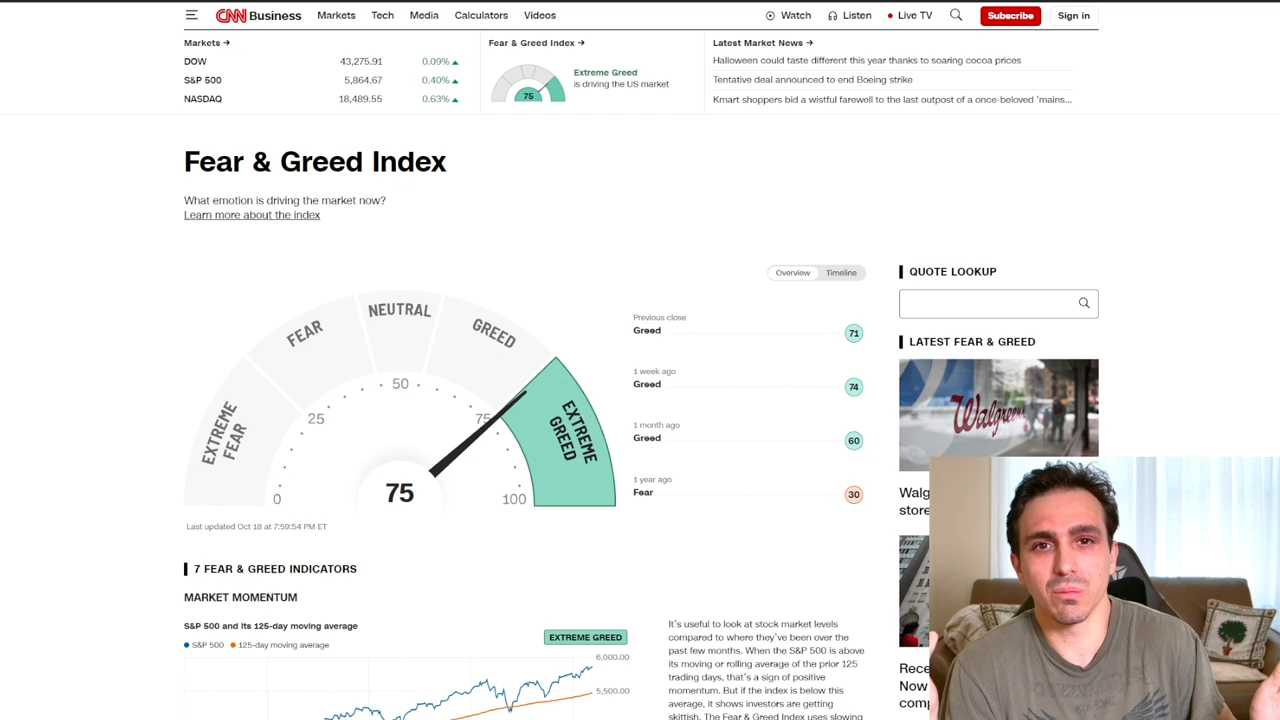 CNN Business
Markets
Tech
Media
Calculators
Videos
Watch
Listen
Live TV
Subscribe
Sign in
Markets →
DOW 43,275.91 0.09%
S&P 500 5,864.67 0.40%
NASDAQ 18,489.55 0.63%
Fear & Greed Index →
75
Extreme Greed
is driving the US market
Latest Market News →
Halloween could taste different this year thanks to soaring cocoa prices
Tentative deal announced to end Boeing strike
Kmart shoppers bid a wistful farewell to the last outpost of a once-beloved 'mains...
Fear & Greed Index
What emotion is driving the market now?
Learn more about the index
Overview
Timeline
EXTREME
FEAR
FEAR
NEUTRAL
GREED
EXTREME
GREED
0
25
50
75
100
75
Last updated Oct 18 at 7:59:54 PM ET
Previous close
Greed 71
1 week ago
Greed 74
1 month ago
Greed 60
1 year ago
Fear 30
QUOTE LOOKUP
LATEST FEAR & GREED
Walgreens
Walg
store
Rece
Now
comp
7 FEAR & GREED INDICATORS
MARKET MOMENTUM
S&P 500 and its 125-day moving average
EXTREME GREED
S&P 500
125-day moving average
6,000.00
5,500.00
It's useful to look at stock market levels
compared to where they've been over the
past few months. When the S&P 500 is above
its moving or rolling average of the prior 125
trading days, that's a sign of positive
momentum. But if the index is below this
average, it shows investors are getting
skittish. The Fear & Greed Index uses slowing